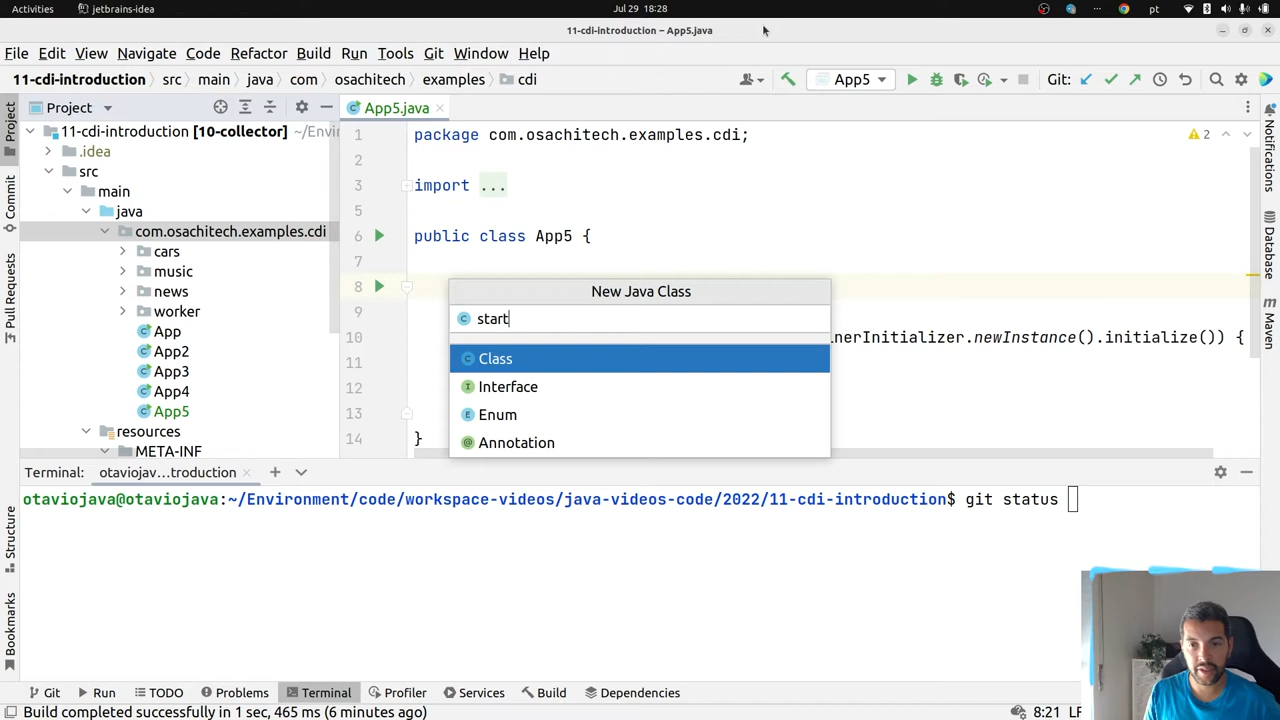 Activities jetbrains-idea Jul 29 18:28 pt
11-cdi-introduction – App5.java
File Edit View Navigate Code Refactor Build Run Tools Git Window Help
11-cdi-introduction src main java com osachitech examples cdi App5 Git:
Project Project App5.java
11-cdi-introduction [10-collector] ~/Envi
.idea
src
main
java
com.osachitech.examples.cdi
cars
music
news
worker
App
App2
App3
App4
App5
resources
META-INF
1 package com.osachitech.examples.cdi; 2
2
3 import ...
5
6 public class App5 {
7
8
9
10 nerInitializer.newInstance().initialize()) {
11
12
13
14 }
New Java Class
start
Class
Interface
Enum
Annotation
Commit
Pull Requests
Structure
Bookmarks
Notifications
Database
m Maven
Terminal: otaviojav...troduction
otaviojava@otaviojava:~/Environment/code/workspace-videos/java-videos-code/2022/11-cdi-introduction$ git status
Git Run TODO Problems Terminal Profiler Services Build Dependencies
Build completed successfully in 1 sec, 465 ms (6 minutes ago) 8:21 LF